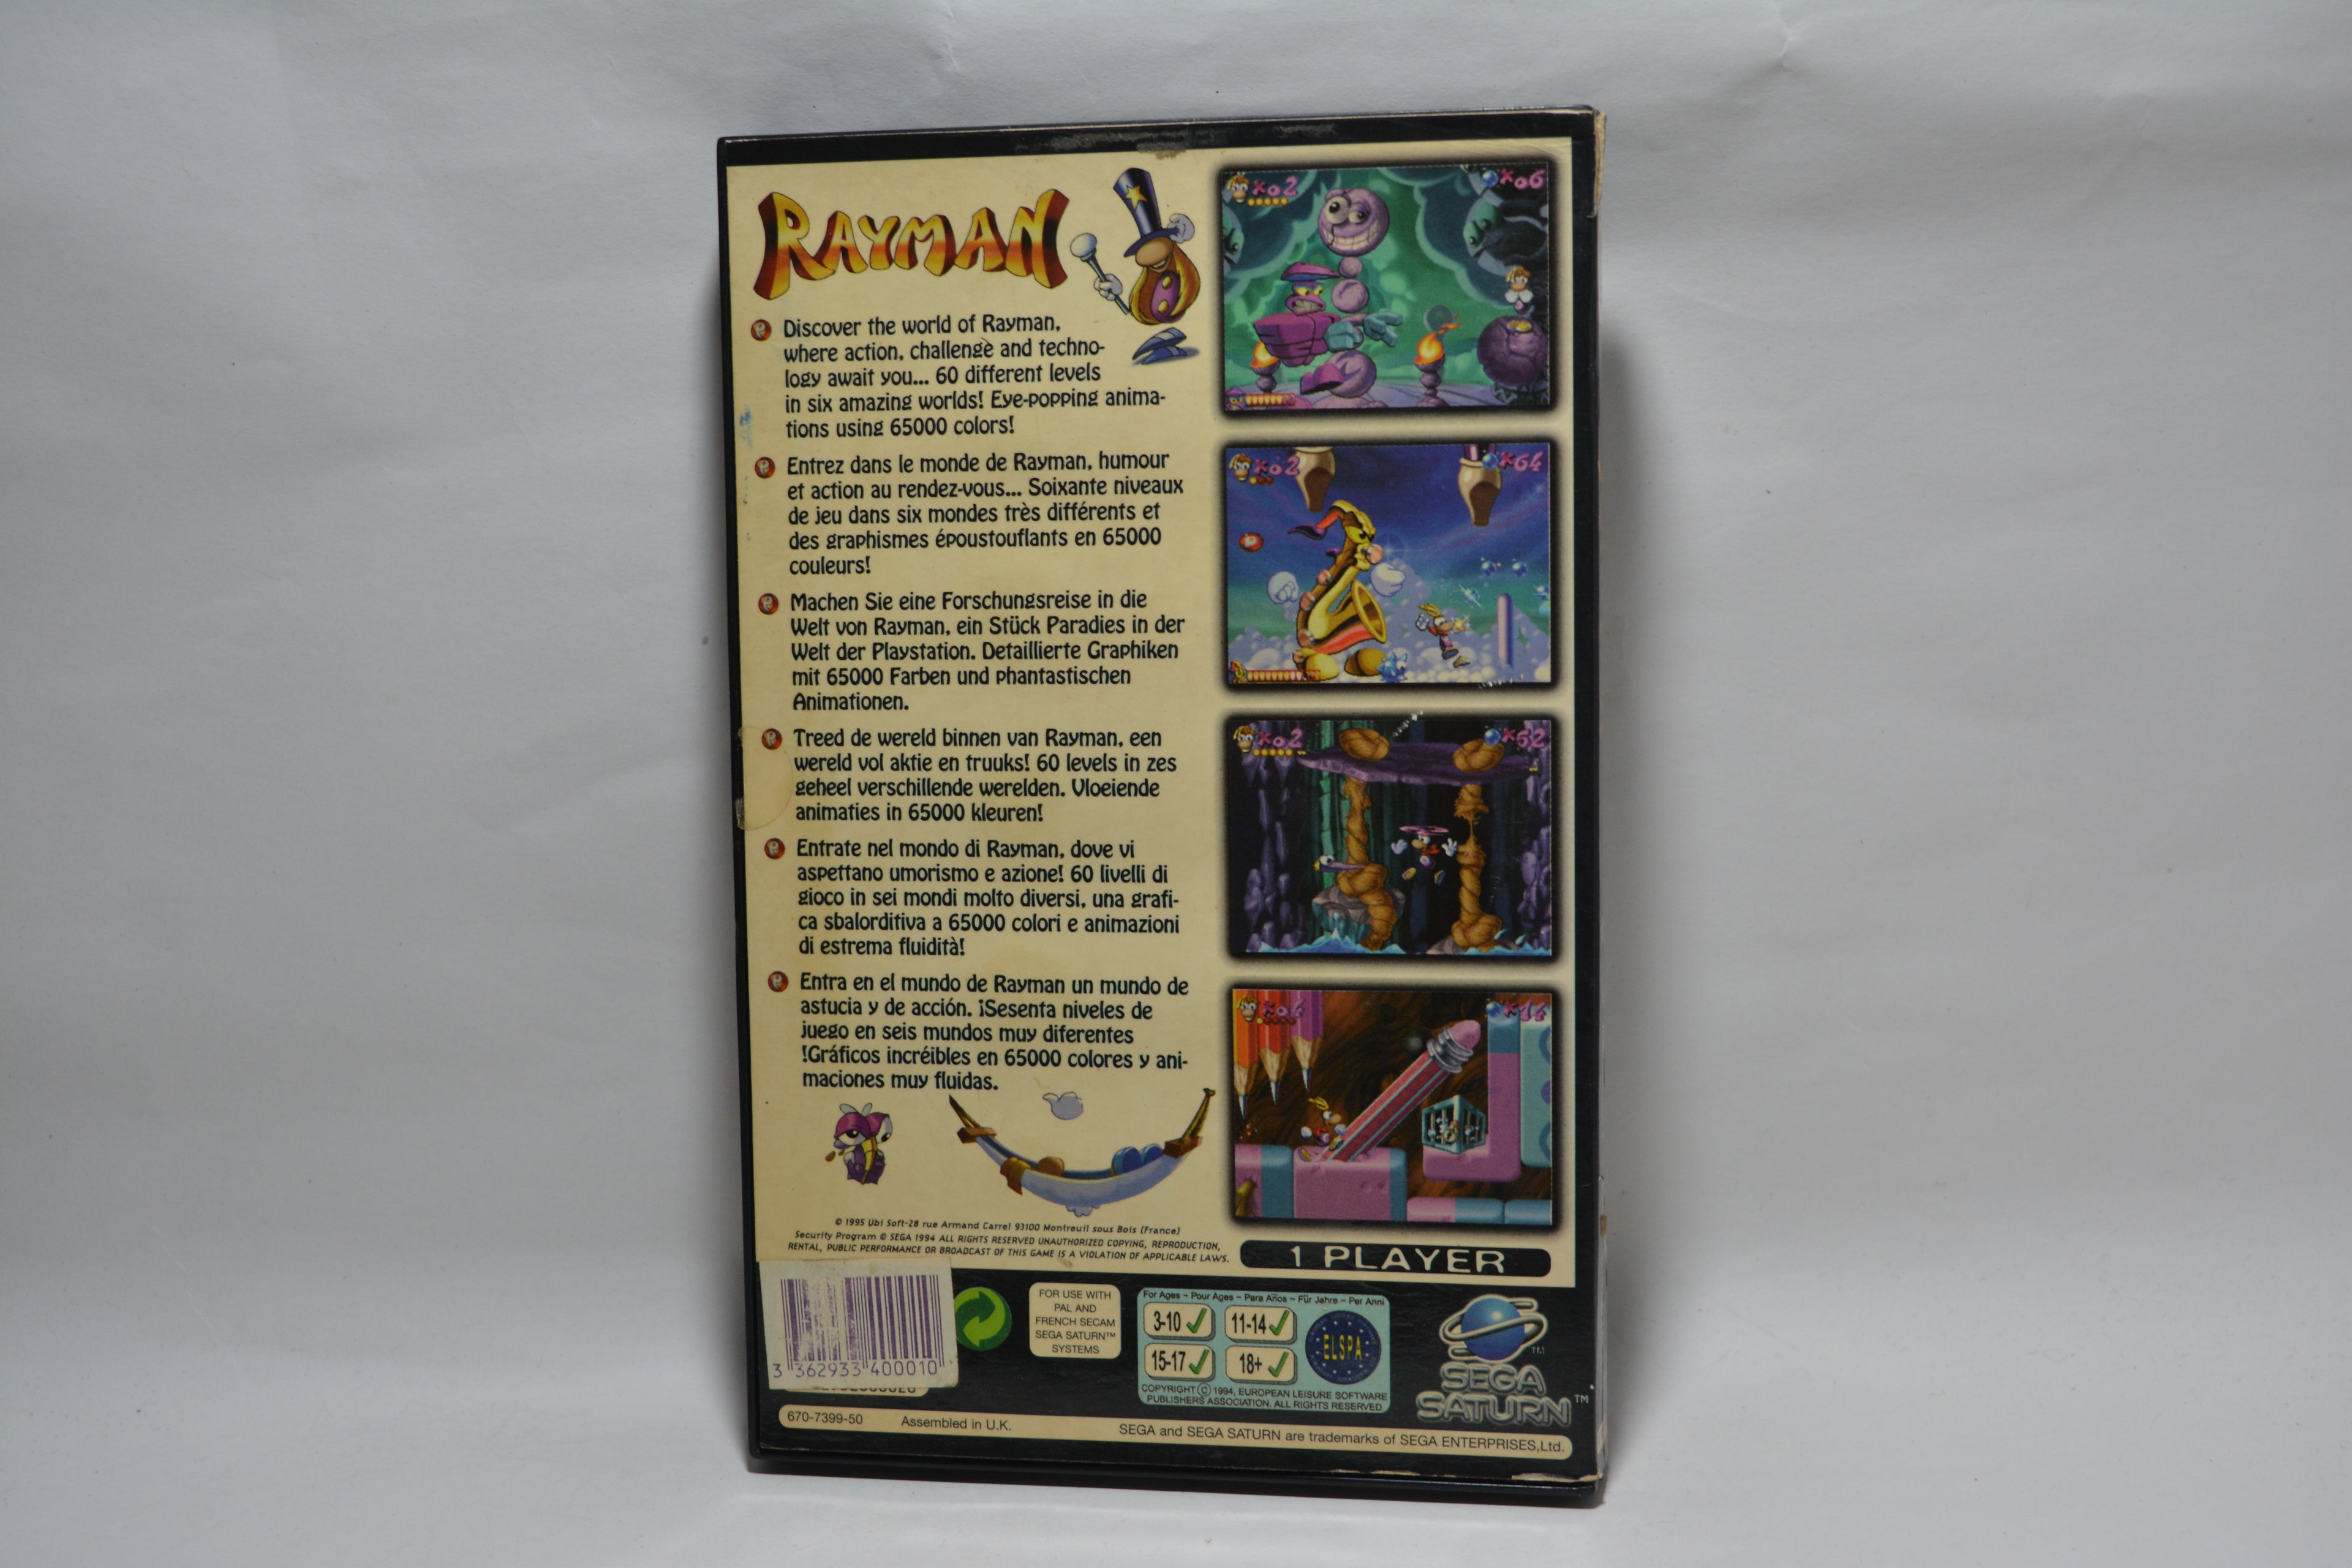 RAYMAN
Discover the world of Rayman,
where action, challenge and techno-
logy await you... 60 different levels
in six amazing worlds! Eye-popping anima-
tions using 65000 colors!
Entrez dans le monde de Rayman, humour
et action au rendez-vous... Soixante niveaux
de jeu dans six mondes très différents et
des graphismes époustouflants en 65000
couleurs!
Machen Sie eine Forschungsreise in die
Welt von Rayman, ein Stück Paradies in der
Welt der Playstation. Detaillierte Graphiken
mit 65000 Farben und phantastischen
Animationen.
Treed de wereld binnen van Rayman, een
wereld vol aktie en truuks! 60 levels in zes
geheel verschillende werelden. Vloeiende
animaties in 65000 kleuren!
Entrate nel mondo di Rayman, dove vi
aspettano umorismo e azione! 60 livelli di
gioco in sei mondi molto diversi, una grafi-
ca sbalorditiva a 65000 colori e animazioni
di estrema fluidità!
Entra en el mundo de Rayman un mundo de
astucia y de acción. ¡Sesenta niveles de
juego en seis mundos muy diferentes
!Gráficos incréibles en 65000 colores y ani-
maciones muy fluidas.
x02
x06
x02
x64
x02
x52
x14
© 1995 Ubi Soft-28 rue Armand Carrel 93100 Montreuil sous Bois (France)
Security Program © SEGA 1994 ALL RIGHTS RESERVED UNAUTHORIZED COPYING, REPRODUCTION,
RENTAL, PUBLIC PERFORMANCE OR BROADCAST OF THIS GAME IS A VIOLATION OF APPLICABLE LAWS.
1 PLAYER
3 362933 400010
FOR USE WITH
PAL AND
FRENCH SECAM
SEGA SATURN™
SYSTEMS
For Ages - Pour Ages - Para Años - Für Jahre - Per Anni
3-10 11-14
15-17 18+
ELSPA
COPYRIGHT © 1994, EUROPEAN LEISURE SOFTWARE
PUBLISHERS ASSOCIATION. ALL RIGHTS RESERVED
TM
SEGA
SATURN™
670-7399-50 Assembled in U.K. SEGA and SEGA SATURN are trademarks of SEGA ENTERPRISES,Ltd.